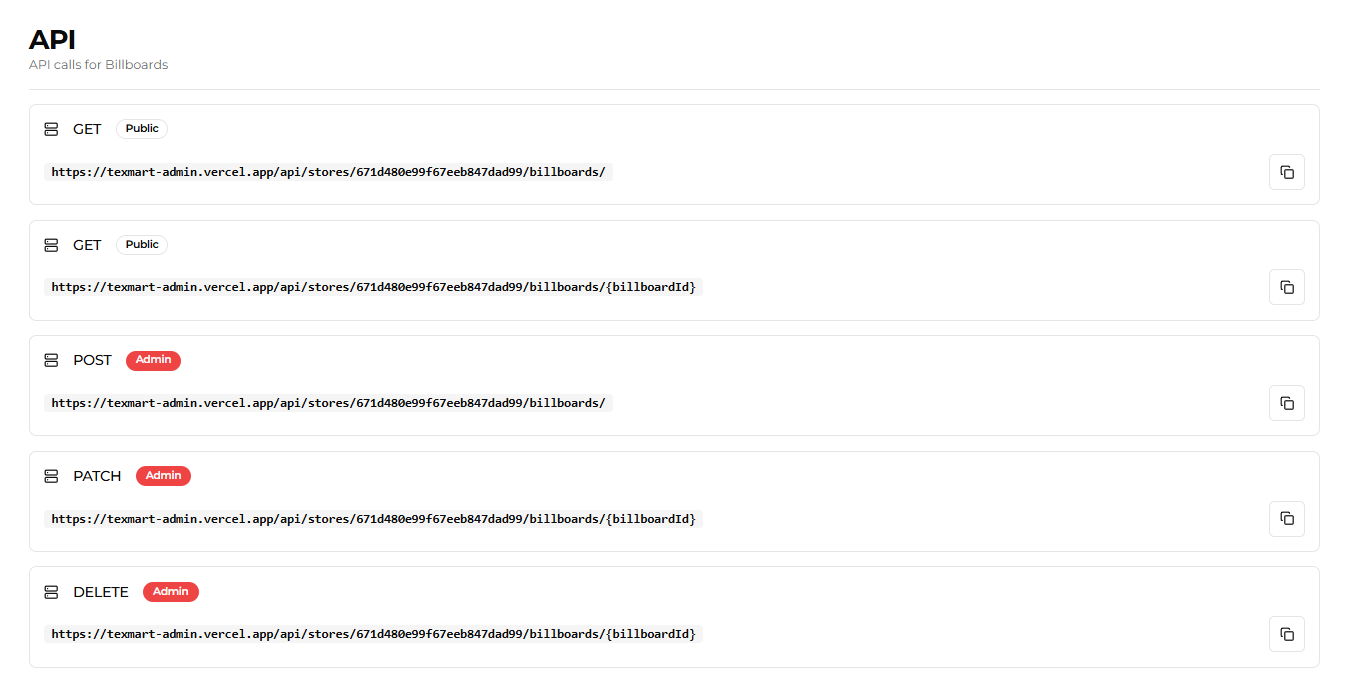 API
API calls for Billboards
GET Public
https://texmart-admin.vercel.app/api/stores/671d480e99f67eeb847dad99/billboards/
GET Public
https://texmart-admin.vercel.app/api/stores/671d480e99f67eeb847dad99/billboards/{billboardId}
POST Admin
https://texmart-admin.vercel.app/api/stores/671d480e99f67eeb847dad99/billboards/
PATCH Admin
https://texmart-admin.vercel.app/api/stores/671d480e99f67eeb847dad99/billboards/{billboardId}
DELETE Admin
https://texmart-admin.vercel.app/api/stores/671d480e99f67eeb847dad99/billboards/{billboardId}